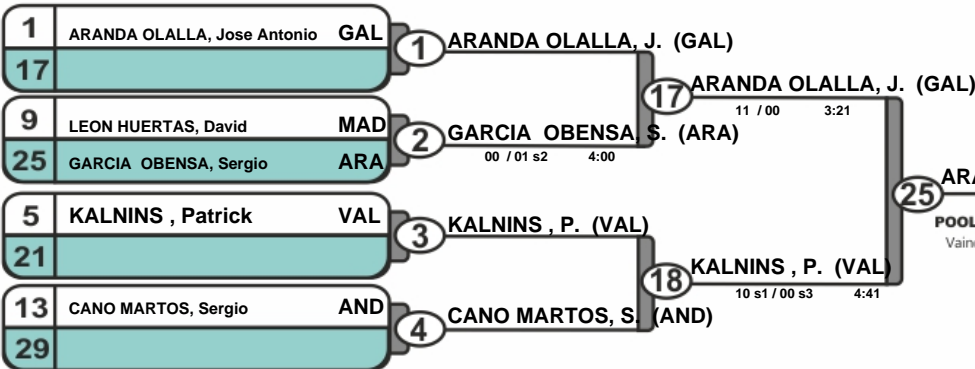 1 ARANDA OLALLA, Jose Antonio GAL
17
9 LEON HUERTAS, David MAD
25 GARCIA OBENSA, Sergio ARA
5 KALNINS , Patrick VAL
21
13 CANO MARTOS, Sergio AND
29
1 ARANDA OLALLA, J. (GAL)
2 GARCIA OBENSA, S. (ARA)
00 / 01 s2 4:00
3 KALNINS , P. (VAL)
4 CANO MARTOS, S. (AND)
17 ARANDA OLALLA, J. (GAL)
11 / 00 3:21
18 KALNINS , P. (VAL)
10 s1 / 00 s3 4:41
25 ARA
POOL